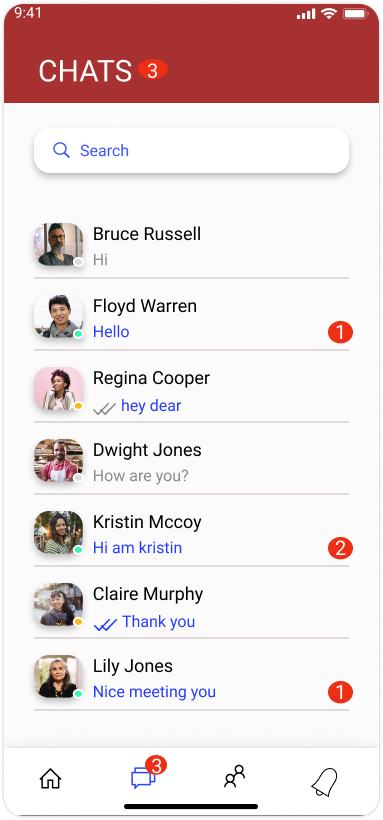 9:41
CHATS 3
Search
Bruce Russell
Hi
Floyd Warren
Hello 1
Regina Cooper
hey dear
Dwight Jones
How are you?
Kristin Mccoy
Hi am kristin 2
Claire Murphy
Thank you
Lily Jones
Nice meeting you 1
3